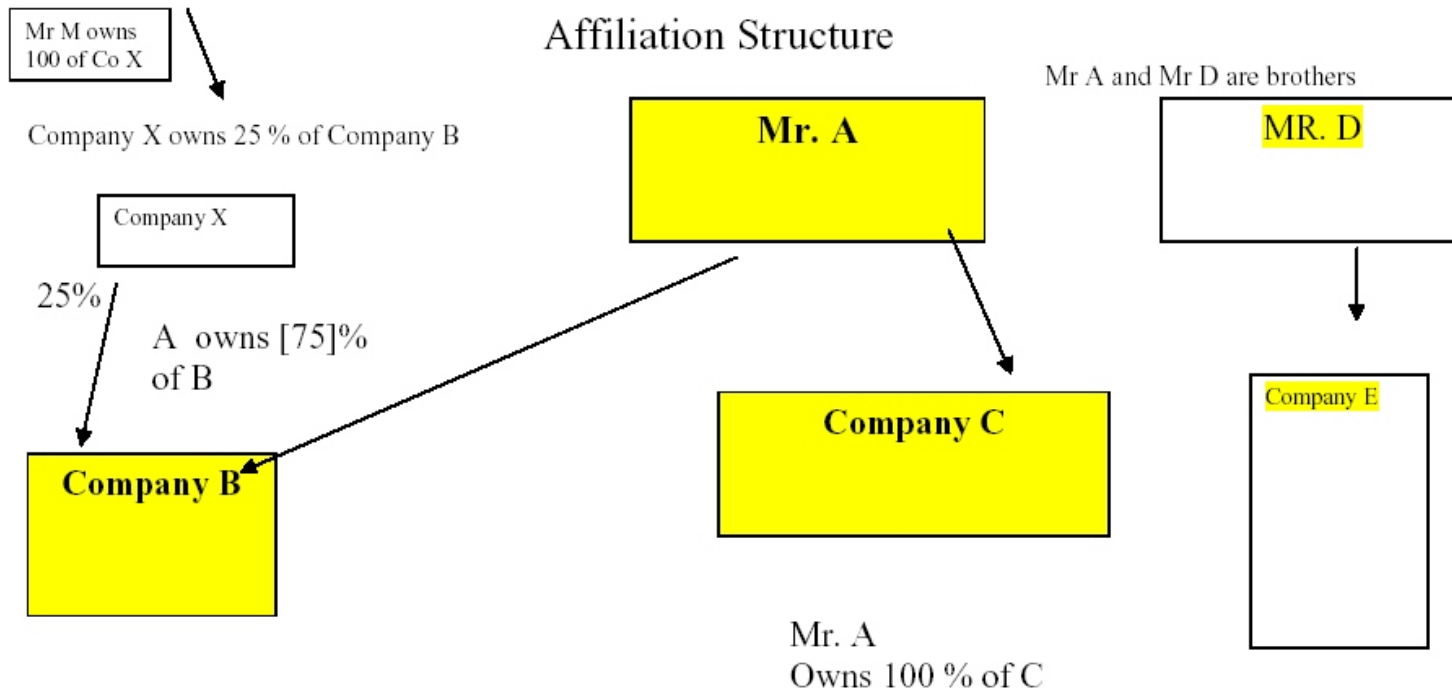 Mr M owns
100 of Co X
Affiliation Structure
Mr A and Mr D are brothers
Company X owns 25 % of Company B
Mr. A
MR. D
Company X
25%
A owns [75]%
of B
Company B
Company C
Company E
Mr. A
Owns 100 % of C